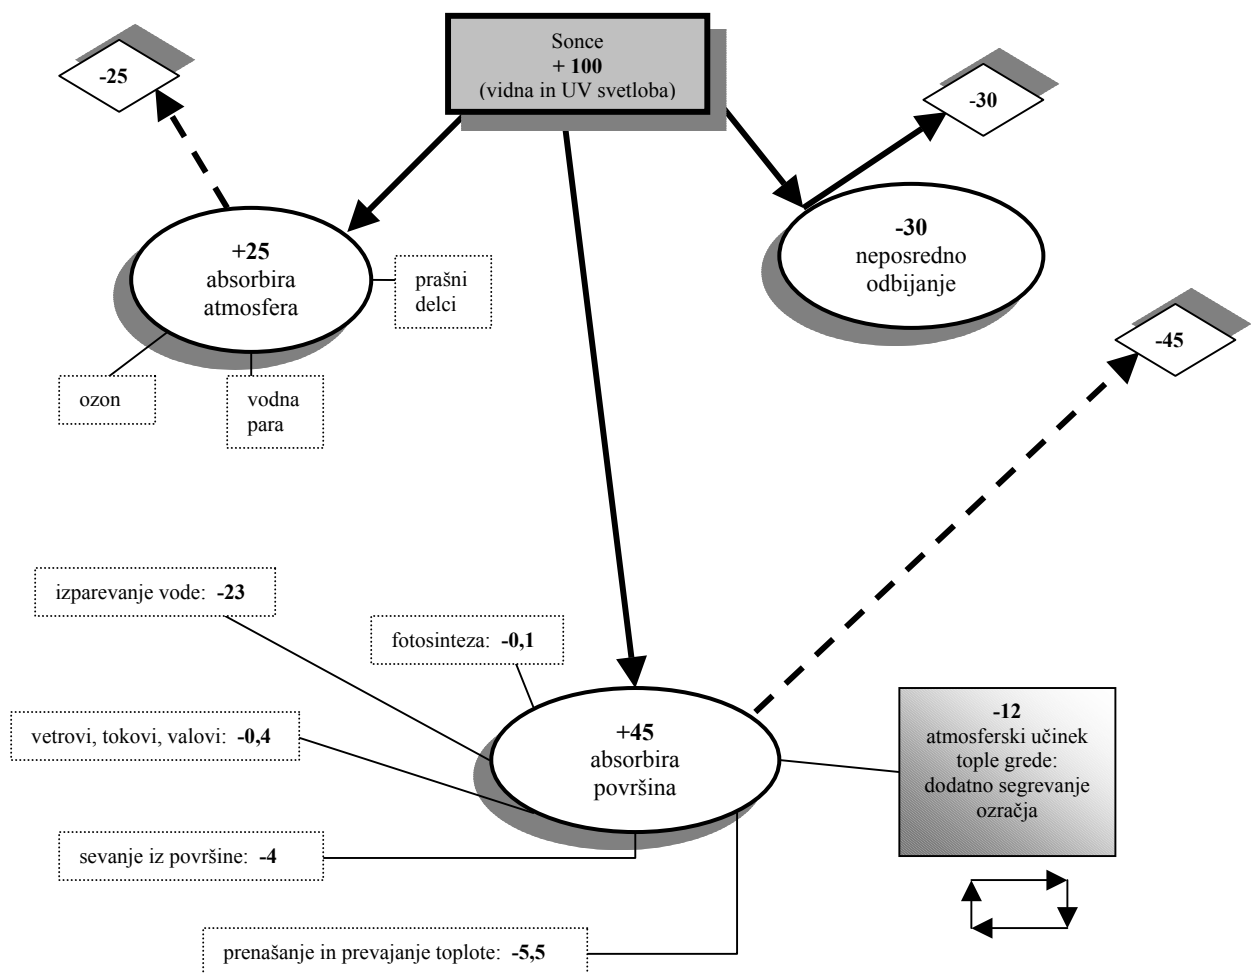 Sonce
+ 100
(vidna in UV svetloba)
-25
-30
+25
absorbira
atmosfera
prašni
delci
ozon
vodna
para
-30
neposredno
odbijanje
-45
izparevanje vode: -23
fotosinteza: -0,1
vetrovi, tokovi, valovi: -0,4
+45
absorbira
površina
-12
atmosferski učinek
tople grede:
dodatno segrevanje
ozračja
sevanje iz površine: -4
prenašanje in prevajanje toplote: -5,5